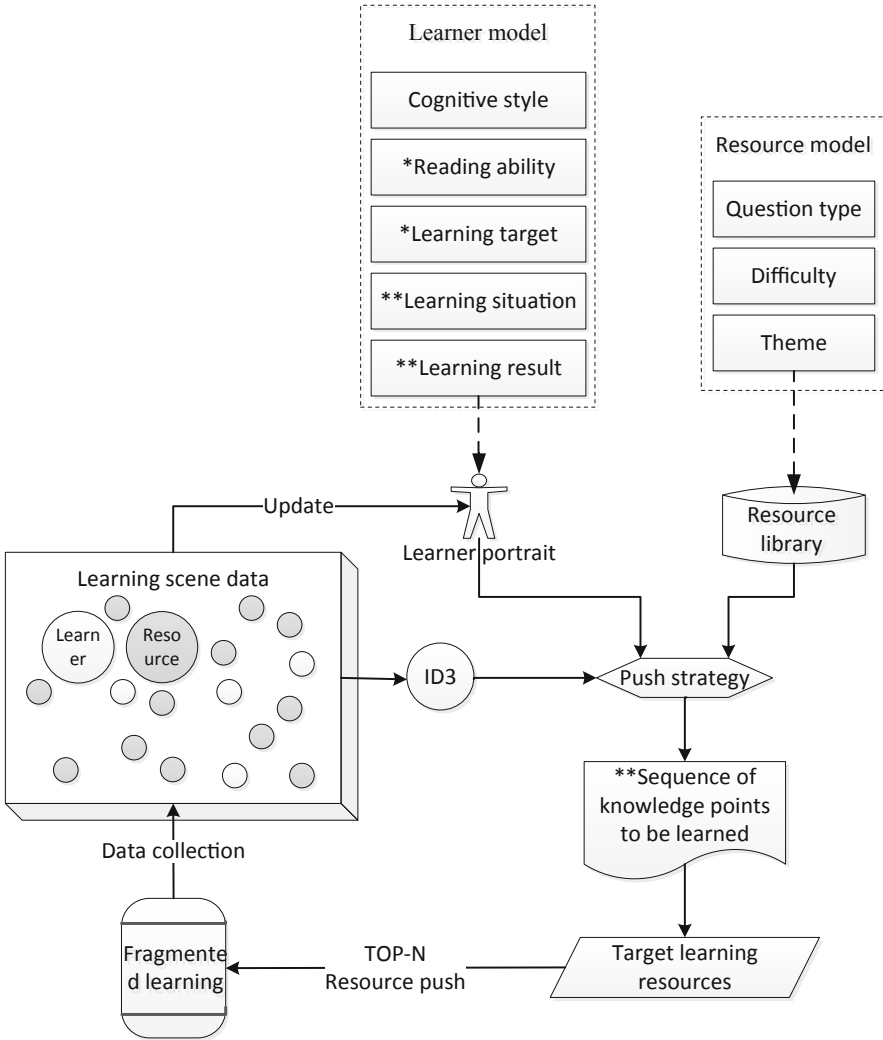 Learner model
Cognitive style
*Reading ability
*Learning target
**Learning situation
**Learning result
Resource model
Question type
Difficulty
Theme
Update
Learner portrait
Resource
library
Learning scene data
Learn
er
Reso
urce
ID3
Push strategy
**Sequence of
knowledge points
to be learned
Data collection
Fragmente
d learning
TOP-N
Resource push
Target learning
resources